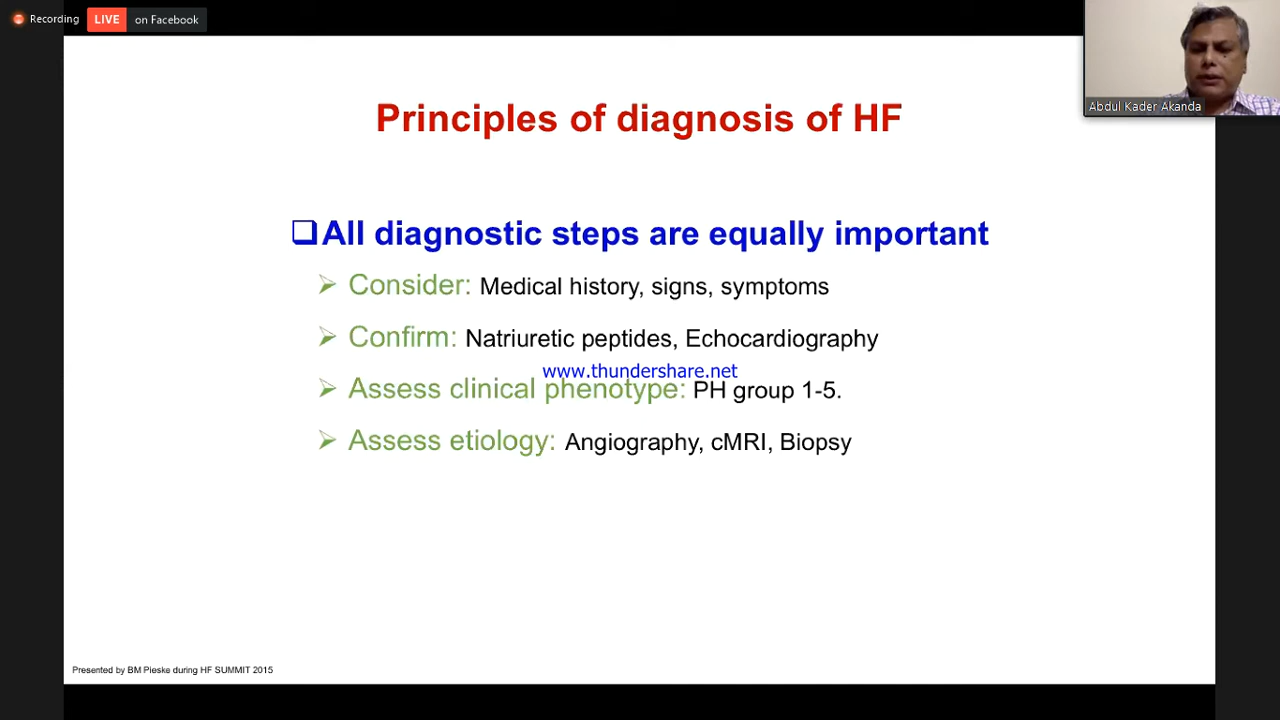 Recording LIVE on Facebook
Abdul Kader Akanda
Principles of diagnosis of HF
All diagnostic steps are equally important
Consider: Medical history, signs, symptoms
Confirm: Natriuretic peptides, Echocardiography
www.thundershare.net
Assess clinical phenotype: PH group 1-5.
Assess etiology: Angiography, cMRI, Biopsy
Presented by BM Pieske during HF SUMMIT 2015